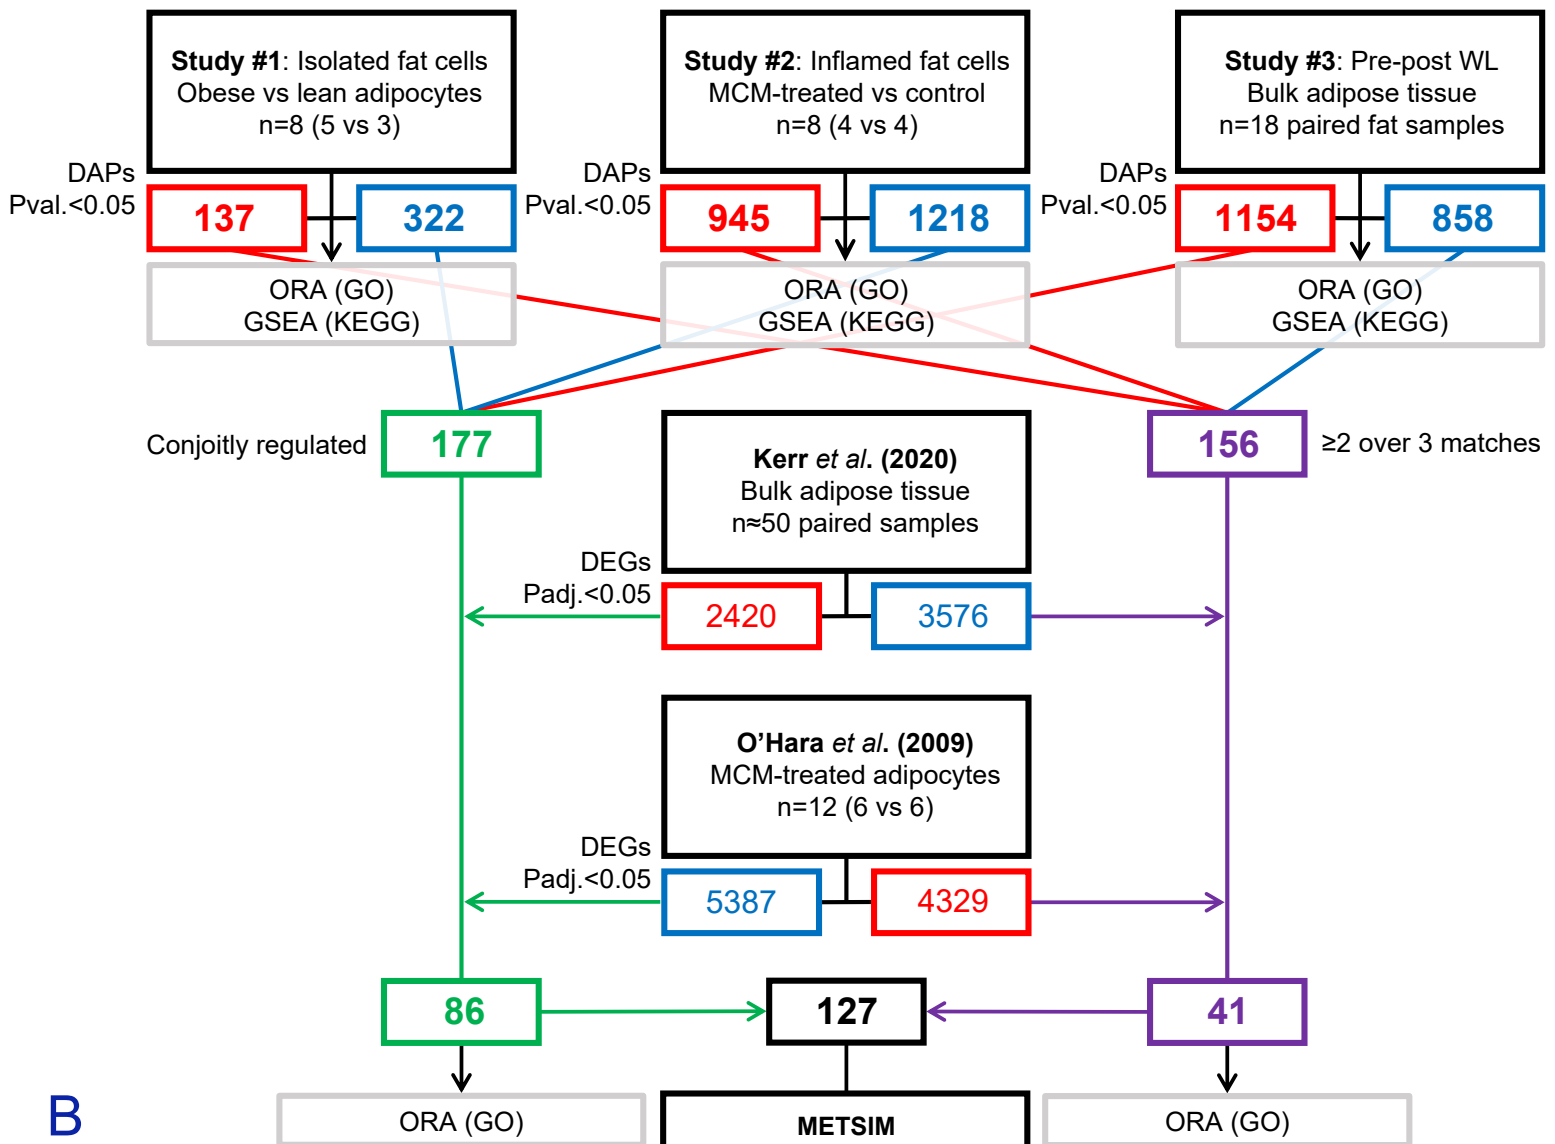 Study #1: Isolated fat cells
Obese vs lean adipocytes
n=8 (5 vs 3)
Study #2: Inflamed fat cells
MCM-treated vs control
n=8 (4 vs 4)
Study #3: Pre-post WL
Bulk adipose tissue
n=18 paired fat samples
DAPs
Pval.<0.05
137
322
DAPs
Pval.<0.05
945
1218
DAPs
Pval.<0.05
1154
858
ORA (GO)
GSEA (KEGG)
ORA (GO)
GSEA (KEGG)
ORA (GO)
GSEA (KEGG)
Conjoitly regulated
177
156
≥2 over 3 matches
Kerr et al. (2020)
Bulk adipose tissue
n≈50 paired samples
DEGs
Padj.<0.05
2420
3576
O'Hara et al. (2009)
MCM-treated adipocytes
n=12 (6 vs 6)
DEGs
Padj.<0.05
5387
4329
86
127
41
B
ORA (GO)
METSIM
ORA (GO)